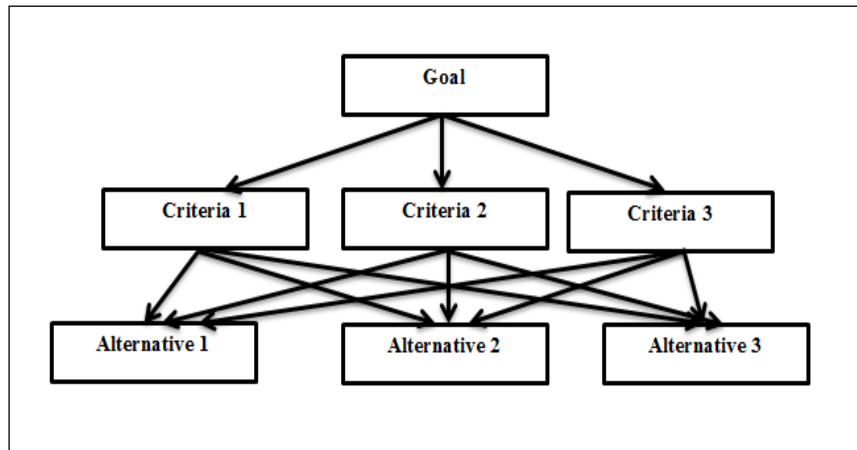 Goal
Criteria 1
Criteria 2
Criteria 3
Alternative 1
Alternative 2
Alternative 3